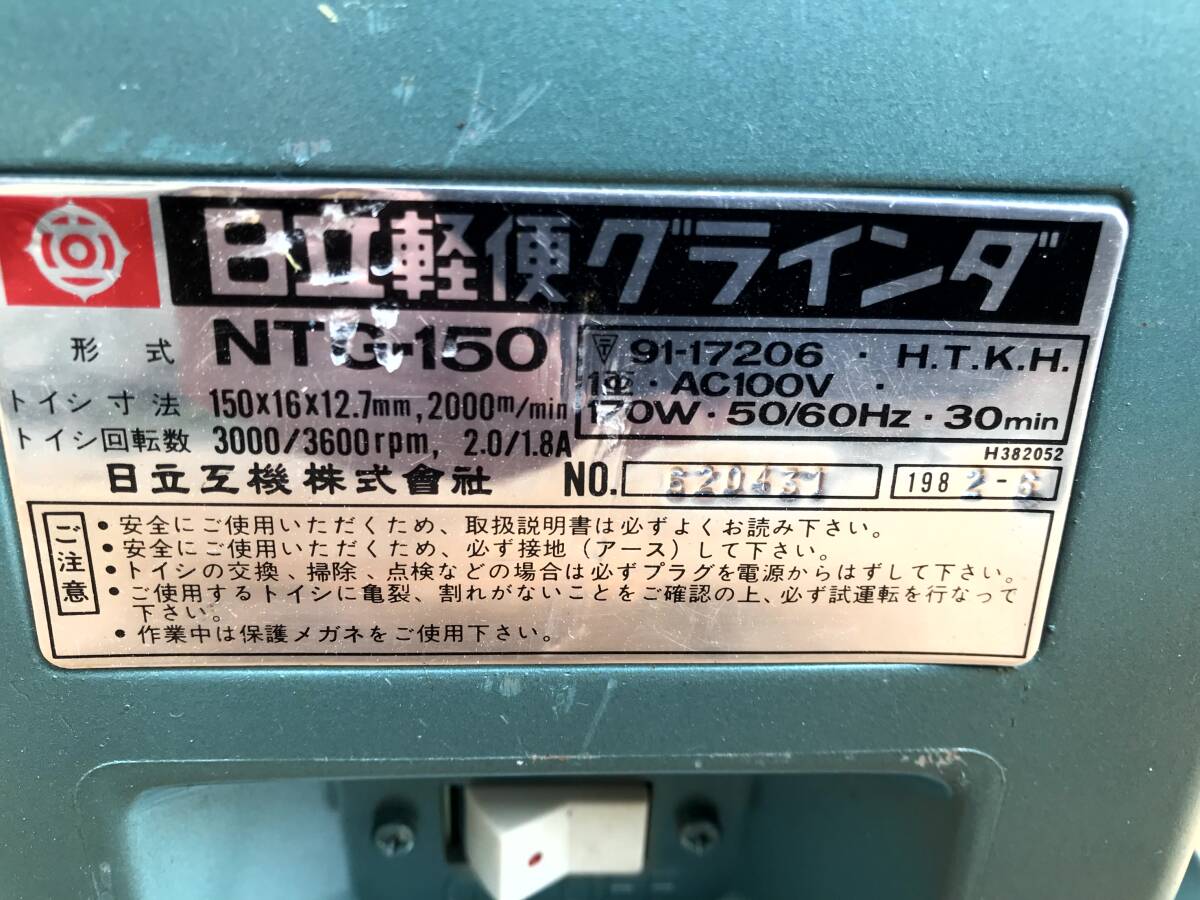 日立軽便グラインダ
形式 NTG-150
91-17206 · H.T.K.H.
1Φ · AC100V ·
170W · 50/60Hz · 30min
トイシ寸法 150×16×12.7mm, 2000m/min
トイシ回転数 3000/3600rpm, 2.0/1.8A
H382052
日立工機株式會社 NO. 620431 1982-6
ご注意
• 安全にご使用いただくため、取扱説明書は必ずよくお読み下さい。
• 安全にご使用いただくため、必ず接地(アース)して下さい。
• トイシの交換、掃除、点検などの場合は必ずプラグを電源からはずして下さい。
• ご使用するトイシに亀裂、割れがないことをご確認の上、必ず試運転を行なって
下さい。
• 作業中は保護メガネをご使用下さい。